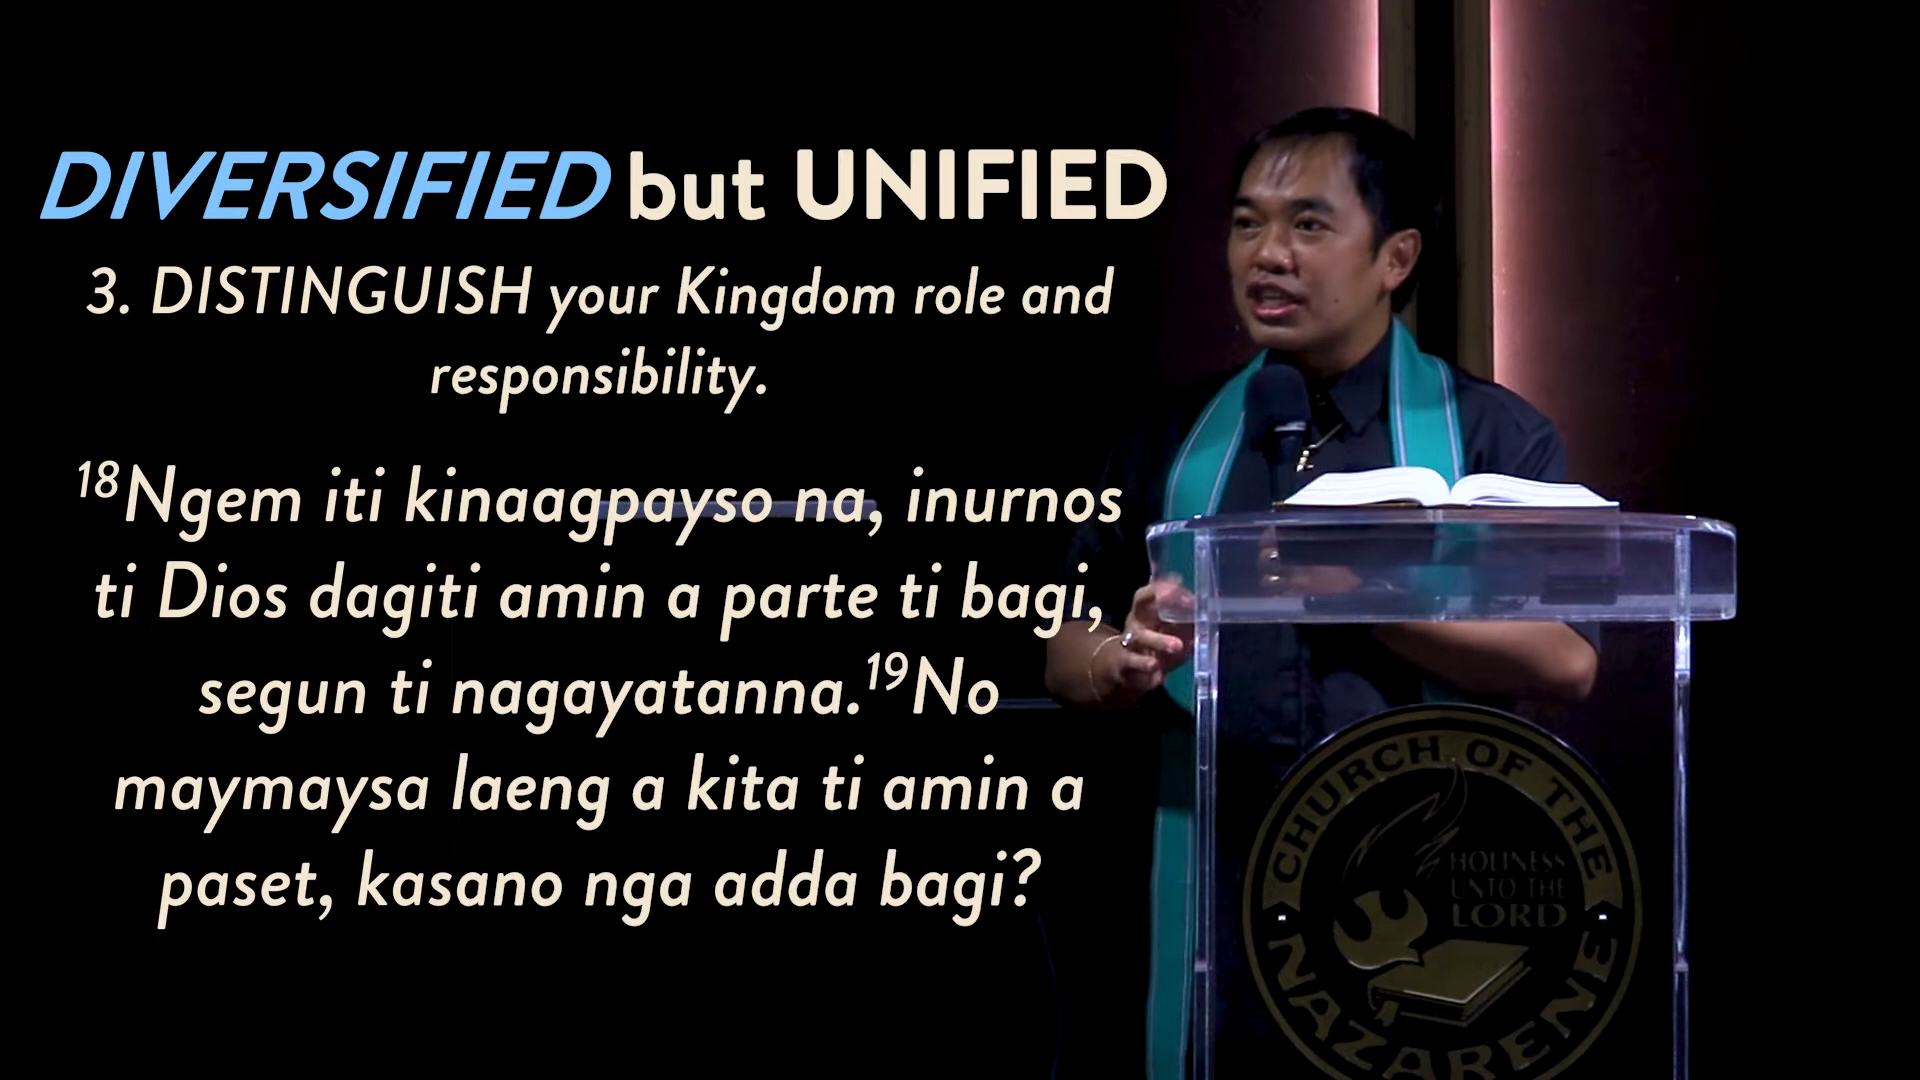 DIVERSIFIED but UNIFIED
3. DISTINGUISH your Kingdom role and
responsibility.
18Ngem iti kinaagpayso na, inurnos
ti Dios dagiti amin a parte ti bagi,
segun ti nagayatanna.19No
maymaysa laeng a kita ti amin a
paset, kasano nga adda bagi?
CHURCH OF THE
NAZARENE
HOLINESS
UNTO THE
LORD